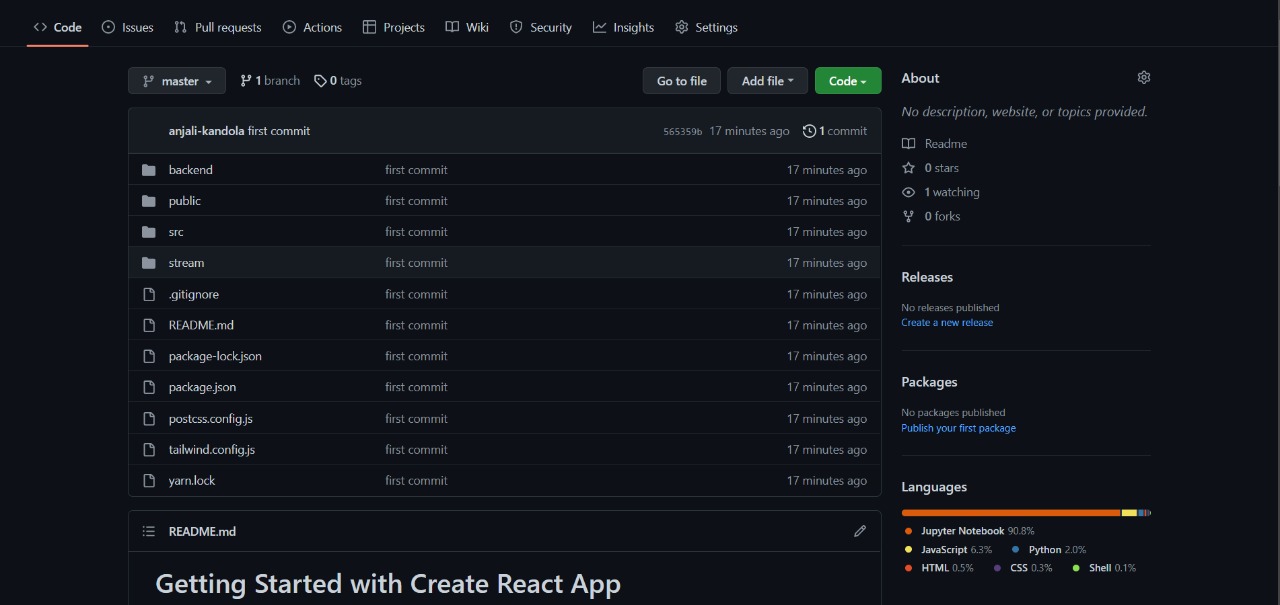 Code Issues Pull requests Actions Projects Wiki Security Insights Settings
master 1 branch 0 tags Go to file Add file Code
anjali-kandola first commit 565359b 17 minutes ago 1 commit
backend first commit 17 minutes ago
public first commit 17 minutes ago
src first commit 17 minutes ago
stream first commit 17 minutes ago
.gitignore first commit 17 minutes ago
README.md first commit 17 minutes ago
package-lock.json first commit 17 minutes ago
package.json first commit 17 minutes ago
postcss.config.js first commit 17 minutes ago
tailwind.config.js first commit 17 minutes ago
yarn.lock first commit 17 minutes ago
README.md
Getting Started with Create React App
About
No description, website, or topics provided.
Readme
0 stars
1 watching
0 forks
Releases
No releases published
Create a new release
Packages
No packages published
Publish your first package
Languages
Jupyter Notebook 90.8%
JavaScript 6.3% Python 2.0%
HTML 0.5% CSS 0.3% Shell 0.1%